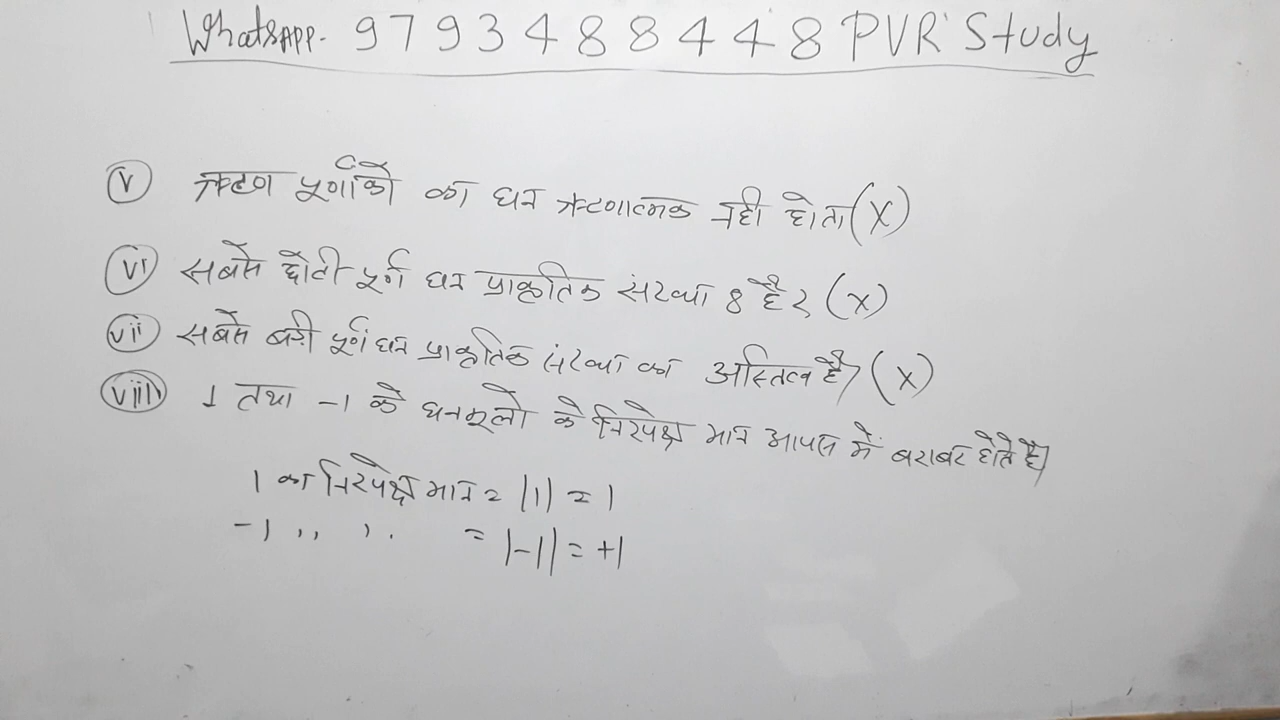 WhatsAPP. 9793488448 PVR Study
(v) ऋण पूर्णांको का घन ऋणात्मक नही होता (X)
(vi) सबसे छोटी पूर्ण घन प्राकृतिक संख्या 8 है। (X)
(vii) सबसे बड़ी पूर्ण घन प्राकृतिक संख्या का अस्तित्व है। (X)
(viii) 1 तथा -1 के घनमूलो के निरपेक्ष मान आपस में बराबर होते है।
1 का निरपेक्ष मान = |1| = 1
-1 ,, ,, = |-1| = +1